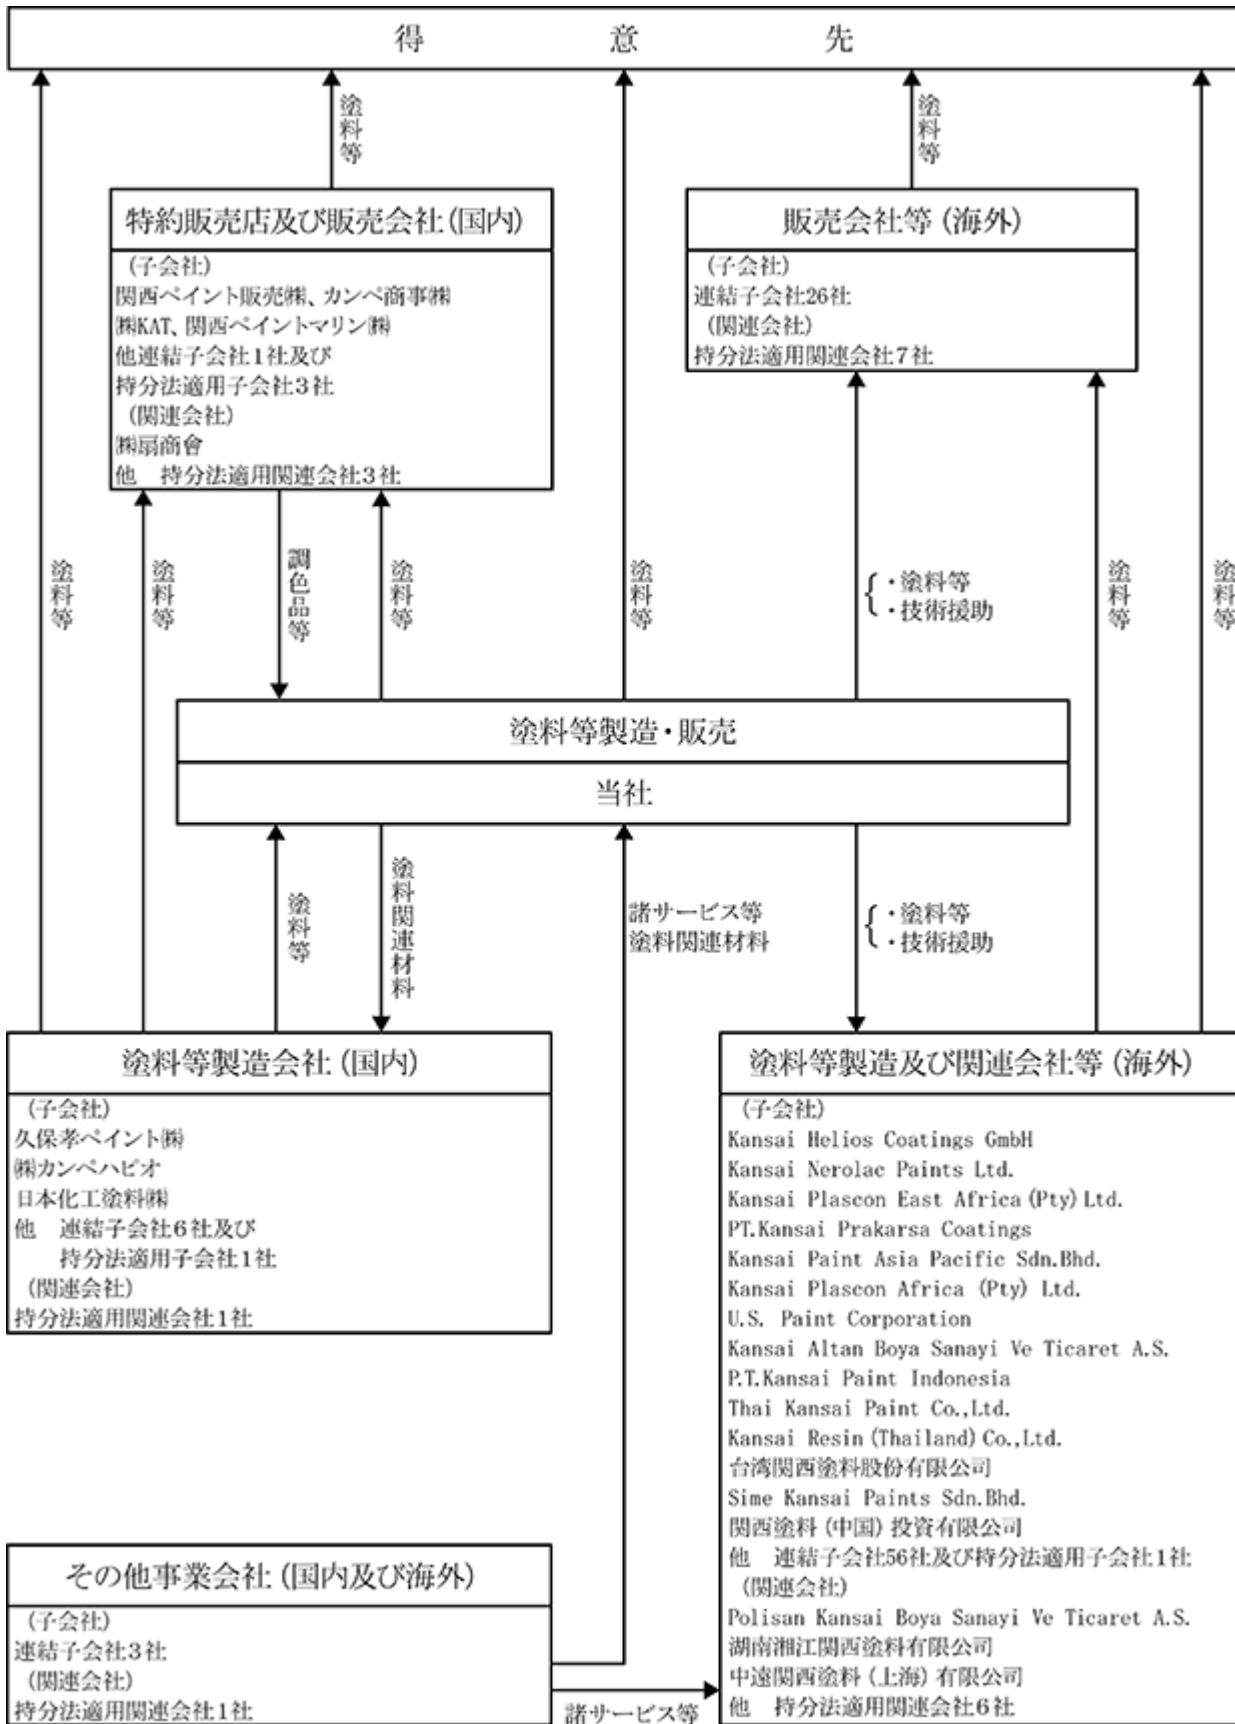 得意先
塗料等
塗料等
特約販売店及び販売会社(国内)
(子会社)
関西ペイント販売㈱、カンペ商事㈱
㈱KAT、関西ペイントマリン㈱
他連結子会社1社及び
持分法適用子会社3社
(関連会社)
㈱扇商會
他 持分法適用関連会社3社
販売会社等(海外)
(子会社)
連結子会社26社
(関連会社)
持分法適用関連会社7社
塗料等
塗料等
調色品等
塗料等
塗料等
・塗料等
・技術援助
塗料等
塗料等
塗料等製造・販売
当社
塗料等
塗料関連材料
諸サービス等
塗料関連材料
・塗料等
・技術援助
塗料等製造会社(国内)
(子会社)
久保孝ペイント㈱
㈱カンペハピオ
日本化工塗料㈱
他 連結子会社6社及び
持分法適用子会社1社
(関連会社)
持分法適用関連会社1社
塗料等製造及び関連会社等(海外)
(子会社)
Kansai Helios Coatings GmbH
Kansai Nerolac Paints Ltd.
Kansai Plascon East Africa (Pty) Ltd.
PT.Kansai Prakarsa Coatings
Kansai Paint Asia Pacific Sdn.Bhd.
Kansai Plascon Africa (Pty) Ltd.
U.S. Paint Corporation
Kansai Altan Boya Sanayi Ve Ticaret A.S.
P.T.Kansai Paint Indonesia
Thai Kansai Paint Co.,Ltd.
Kansai Resin (Thailand) Co.,Ltd.
台湾関西塗料股份有限公司
Sime Kansai Paints Sdn.Bhd.
関西塗料(中国)投資有限公司
他 連結子会社56社及び持分法適用子会社1社
(関連会社)
Polisan Kansai Boya Sanayi Ve Ticaret A.S.
湖南湘江関西塗料有限公司
中遠関西塗料(上海)有限公司
他 持分法適用関連会社6社
その他事業会社(国内及び海外)
(子会社)
連結子会社3社
(関連会社)
持分法適用関連会社1社
諸サービス等